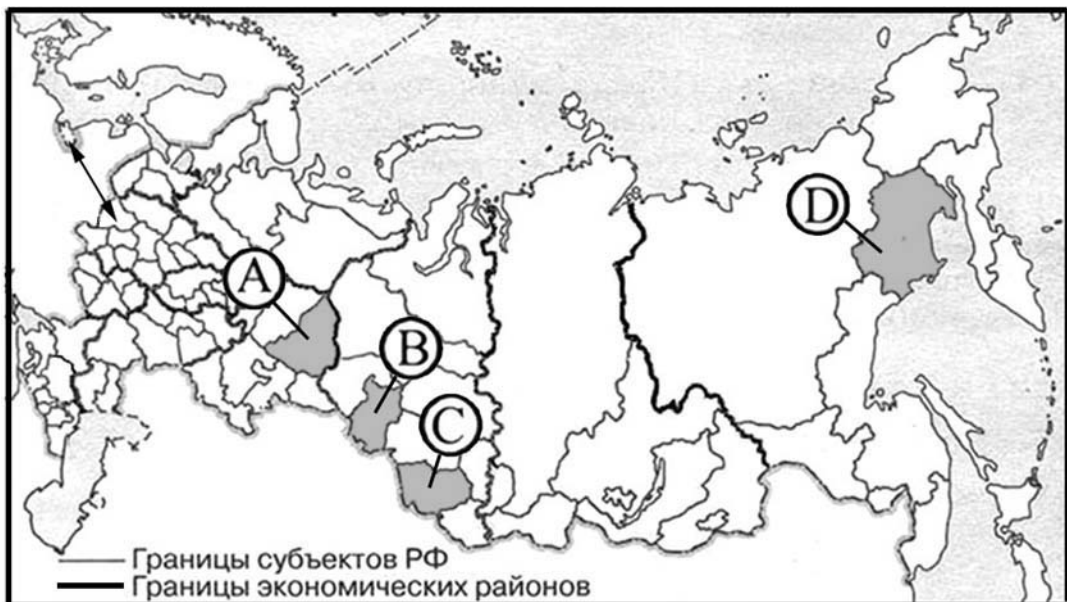 D
A
B
C
Границы субъектов РФ
Границы экономических районов